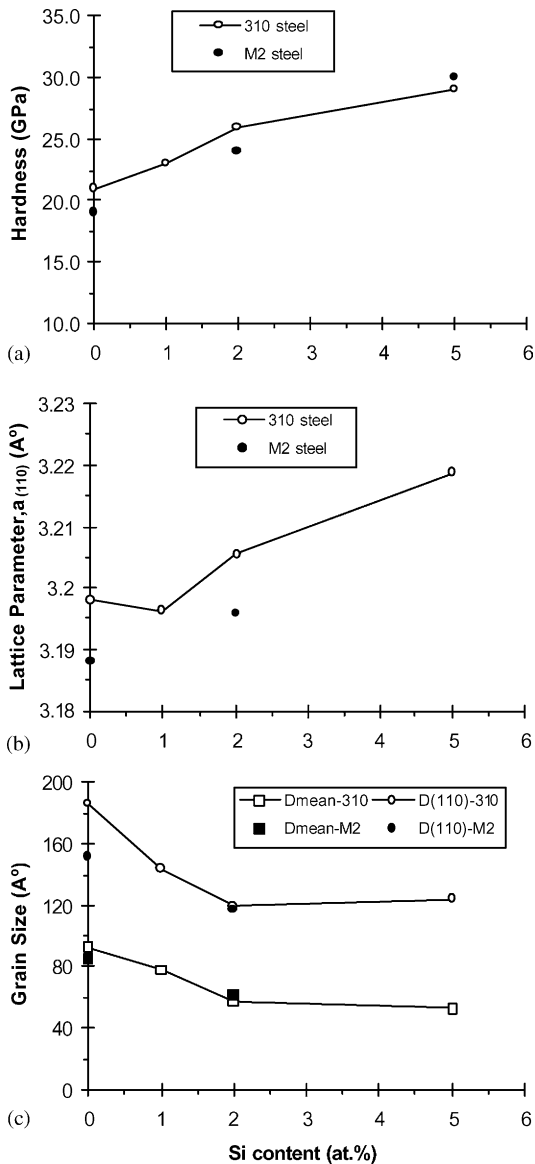 35.0
310 steel
M2 steel
30.0
25.0
20.0
15.0
10.0
Hardness (GPa)
0 1 2 3 4 5 6
(a)
3.23
310 steel
M2 steel
3.22
3.21
3.2
3.19
3.18
Lattice Parameter,a (110) (Aº)
0 1 2 3 4 5 6
(b)
200
Dmean-310 D(110)-310
Dmean-M2 D(110)-M2
160
120
80
40
0
Grain Size (Aº)
0 1 2 3 4 5 6
(c)
Si content (at.%)